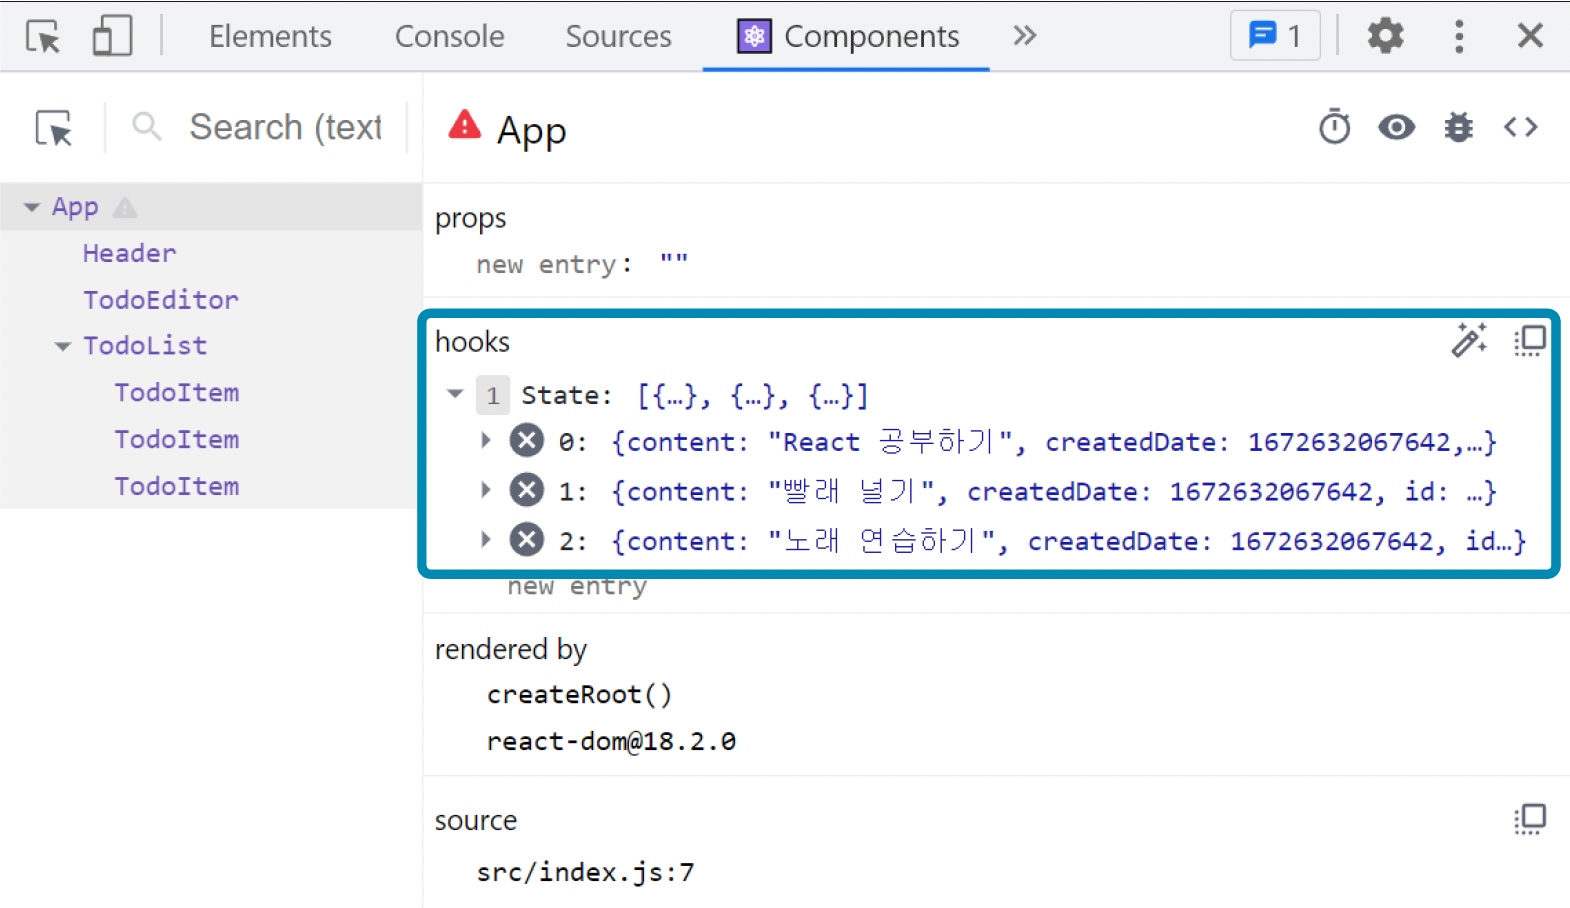 Elements Console Sources Components » 1
Search (text
App
Header
TodoEditor
TodoList
TodoItem
TodoItem
TodoItem
App
props
new entry: ""
hooks
1 State: [{…}, {…}, {…}]
0: {content: "React 공부하기", createdDate: 1672632067642,…}
1: {content: "빨래 널기", createdDate: 1672632067642, id: …}
2: {content: "노래 연습하기", createdDate: 1672632067642, id…}
new entry
rendered by
createRoot()
react-dom@18.2.0
source
src/index.js:7